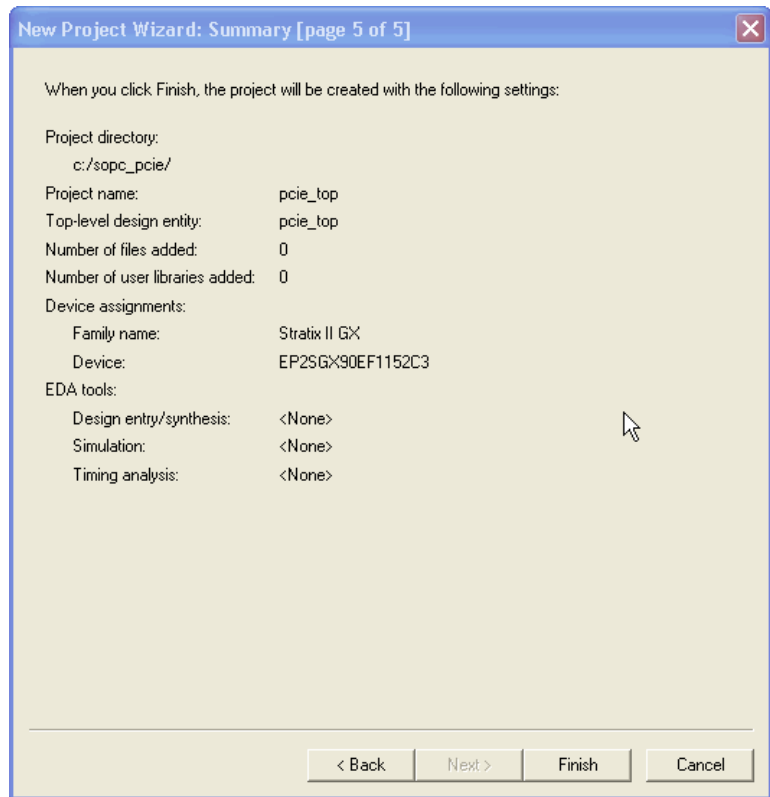 New Project Wizard: Summary [page 5 of 5]
When you click Finish, the project will be created with the following settings:
Project directory:
c:/sopc_pcie/
Project name: pcie_top
Top-level design entity: pcie_top
Number of files added: 0
Number of user libraries added: 0
Device assignments:
Family name: Stratix II GX
Device: EP2SGX90EF1152C3
EDA tools:
Design entry/synthesis: <None>
Simulation: <None>
Timing analysis: <None>
< Back Next > Finish Cancel